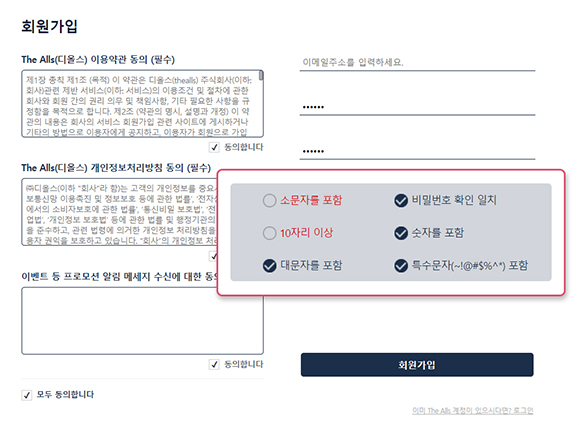 회원가입
The Alls(디올스) 이용약관 동의 (필수)
제1장 총칙 제1조 (목적) 이 약관은 디올스(thealls) 주식회사(이하:
회사)관련 제반 서비스(이하: 서비스)의 이용조건 및 절차에 관한
회사와 회원 간의 권리 의무 및 책임사항, 기타 필요한 사항을 규
정함을 목적으로 합니다. 제2조 (약관의 명시, 설명과 개정) 이 약
관의 내용은 회사의 서비스 회원가입 관련 사이트에 게시하거나
기타의 방법으로 이용자에게 공지하고, 이용자가 회원으로 가입
동의합니다
The Alls(디올스) 개인정보처리방침 동의 (필수)
㈜디올스(이하 "회사"라 함)는 고객의 개인정보를 중요시
보통신망 이용촉진 및 정보보호 등에 관한 법률', '전자상
에서의 소비자보호에 관한 법률', '통신비밀 보호법', '전
업법', '개인정보 보호법' 등에 관한 법률 및 행정기관의
을 준수하고, 관련 법령에 의거한 개인정보 처리방침을
용자 권익을 보호하고 있습니다. "회사"의 개인정보 처리
이벤트 등 프로모션 알림 메세지 수신에 대한 동의
동의합니다
모두 동의합니다
이메일주소를 입력하세요.
••••••
••••••
소문자를 포함
비밀번호 확인 일치
10자리 이상
숫자를 포함
대문자를 포함
특수문자(~!@#$%^*) 포함
회원가입
이미 The Alls 계정이 있으시다면? 로그인